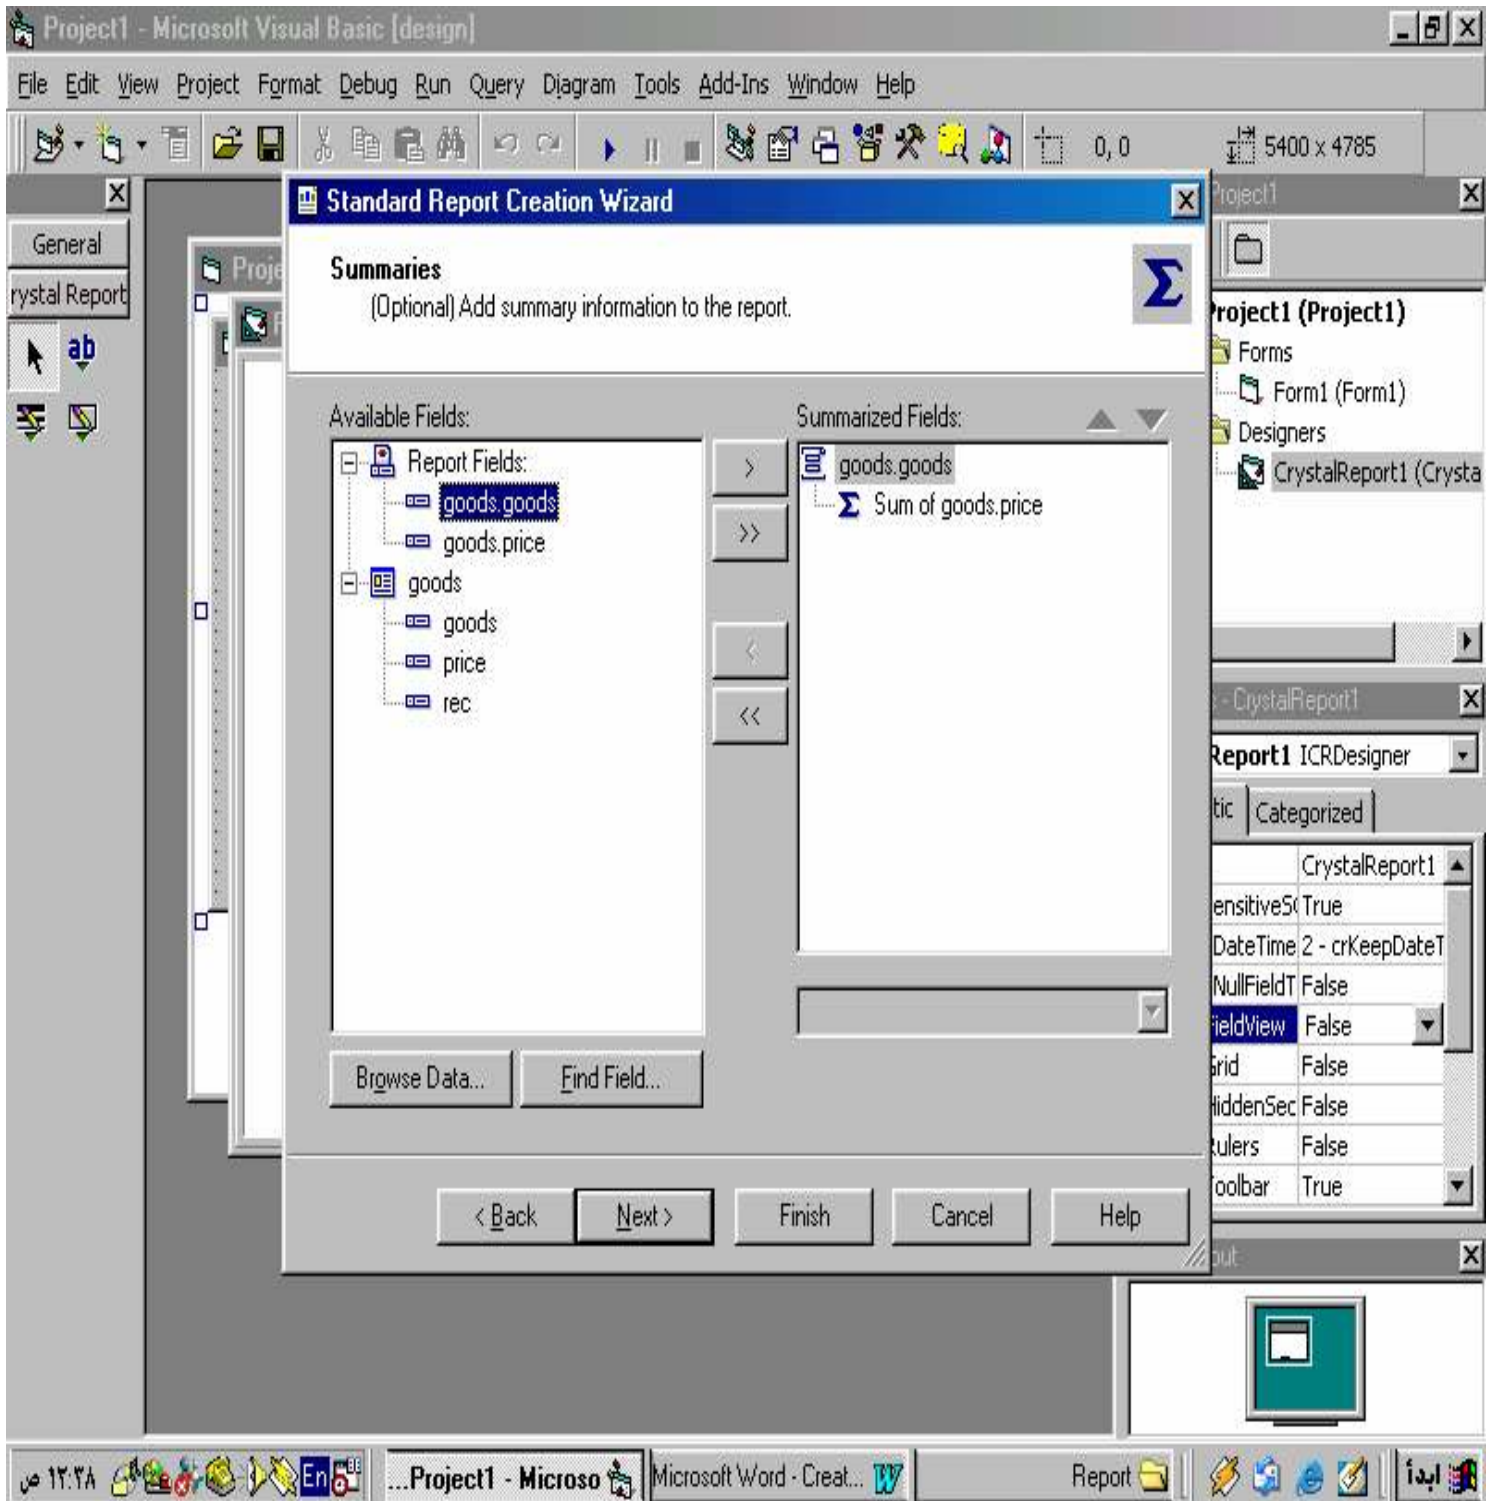 Project1 - Microsoft Visual Basic [design]
File Edit View Project Format Debug Run Query Diagram Tools Add-Ins Window Help
0, 0
5400 x 4785
General
rystal Report
ab
Proje
Standard Report Creation Wizard
Summaries
(Optional) Add summary information to the report.
Available Fields:
Report Fields:
goods.goods
goods.price
goods
goods
price
rec
>
>>
<
<<
Summarized Fields:
goods.goods
Sum of goods.price
Browse Data...
Find Field...
< Back
Next >
Finish
Cancel
Help
Project1
Project1 (Project1)
Forms
Form1 (Form1)
Designers
CrystalReport1 (Crysta
- CrystalReport1
Report1 ICRDesigner
tic
Categorized
CrystalReport1
ensitiveS
True
DateTime
2 - crKeepDateT
NullFieldT
False
FieldView
False
Grid
False
HiddenSec
False
Rulers
False
Toolbar
True
out
١٢:٣٨ ص
En
...Project1 - Microso
Microsoft Word - Creat...
Report
ابدأ